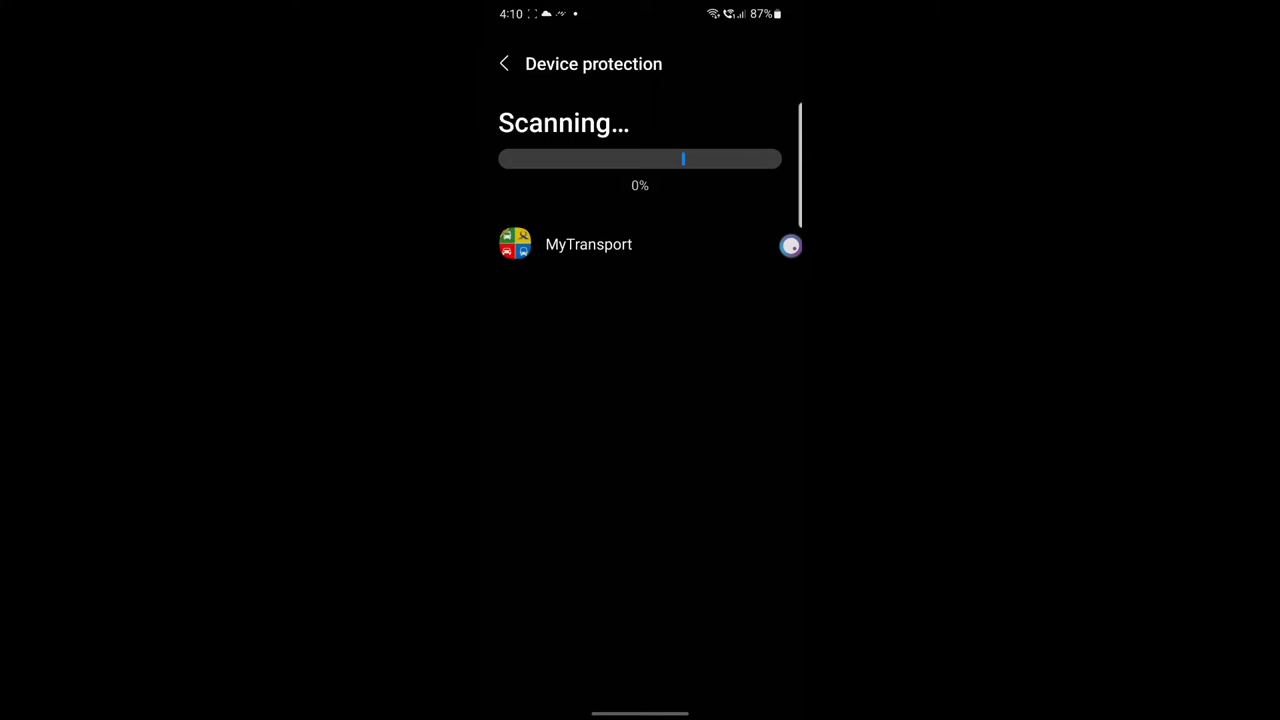 4:10 87%
Device protection
Scanning...
0%
MyTransport